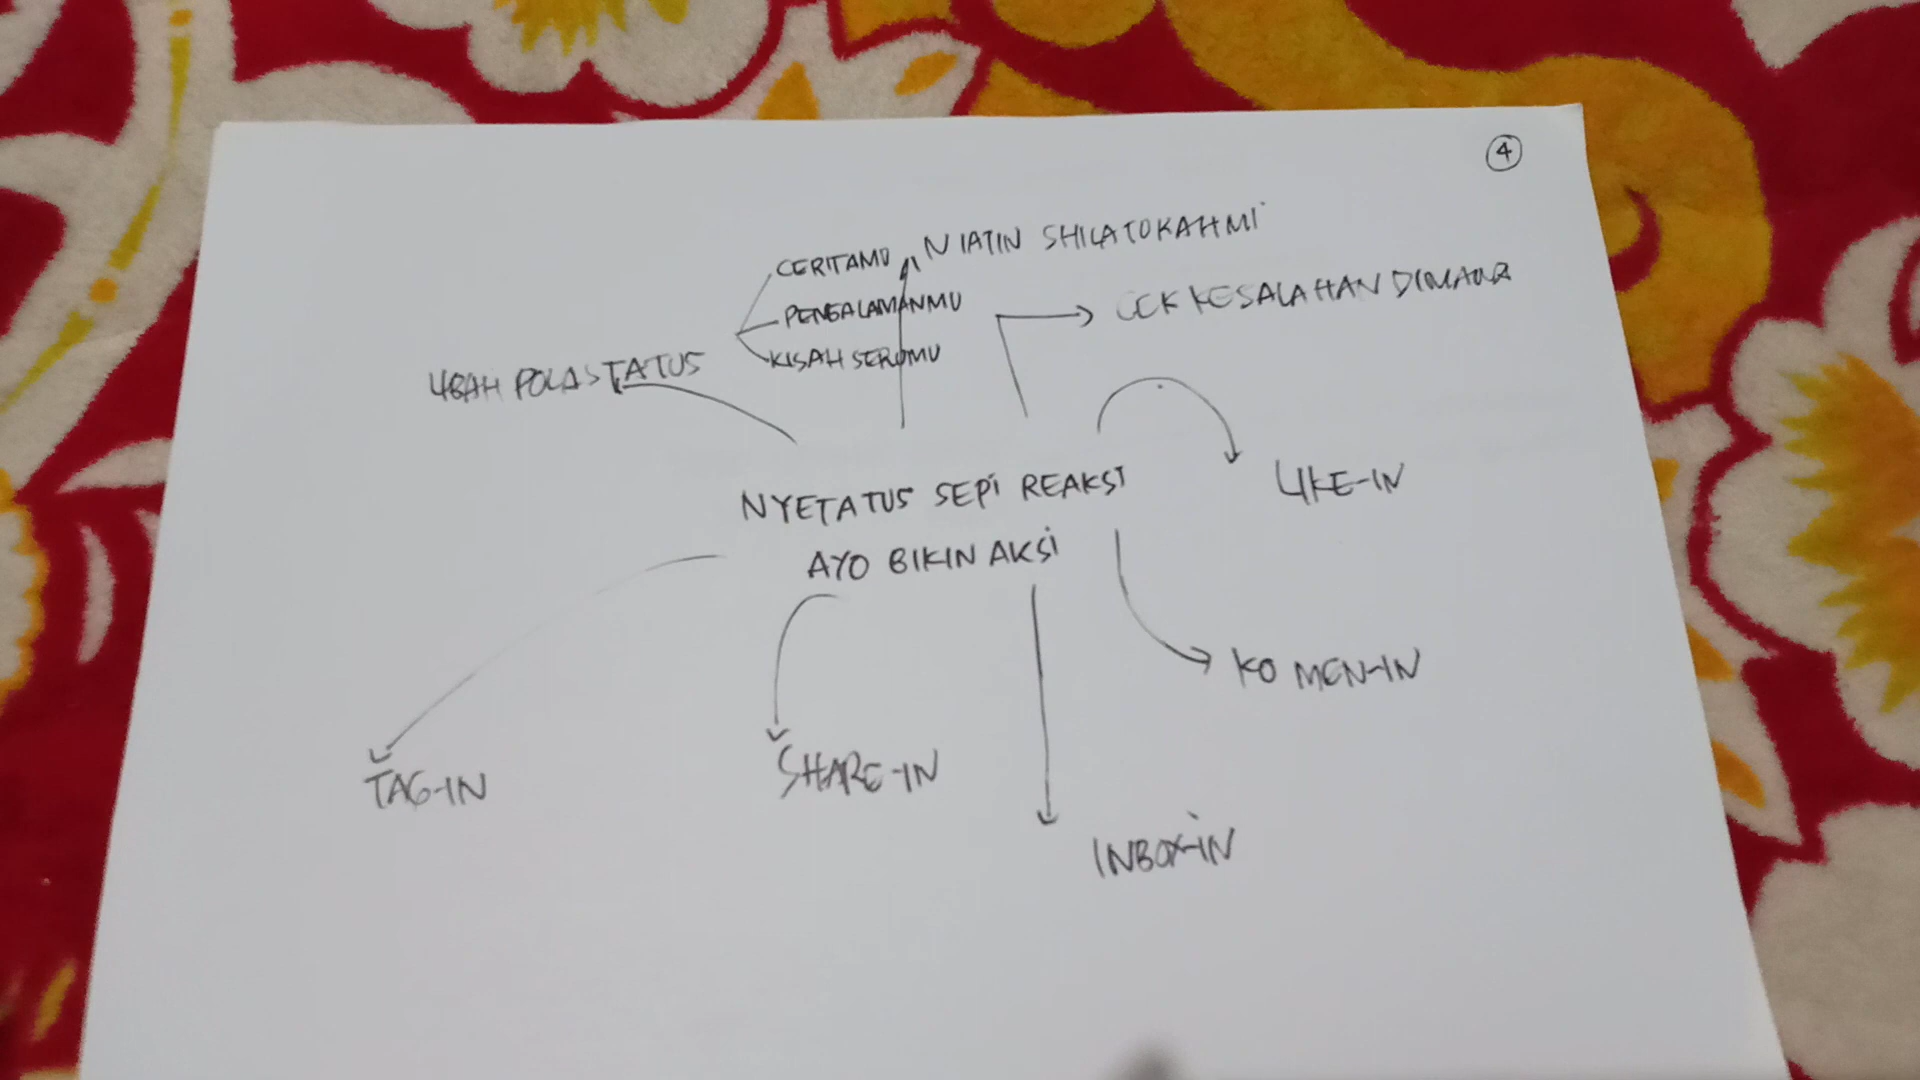 4
CERITAMU
NIATIN SHILATORAHMI
PENGALAMANMU
CEK KESALAHAN DIMANA
KISAH SERUMU
UBAH POLA STATUS
NYETATUS SEPI REAKSI
LIKE-IN
AYO BIKIN AKSI
KOMEN-IN
TAG-IN
SHARE-IN
INBOX-IN